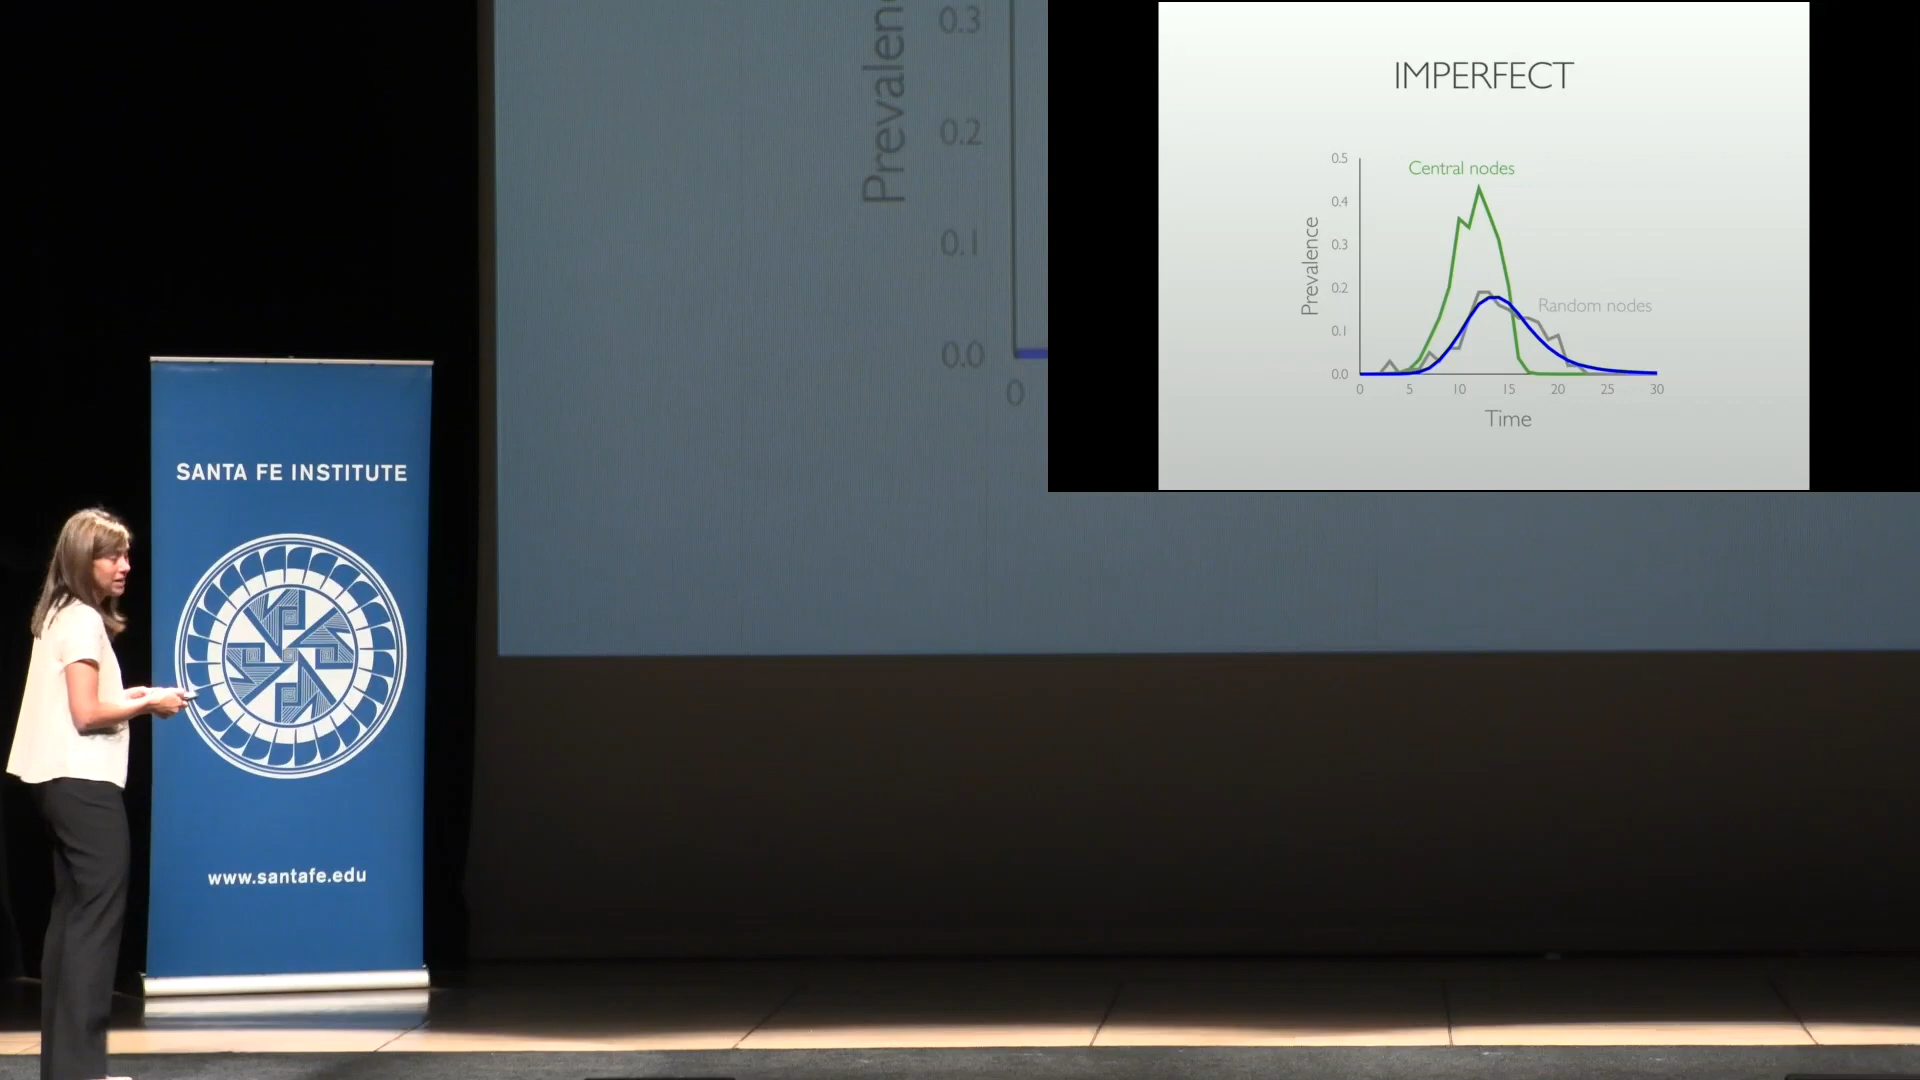 Prevalenc
0.3
0.2
0.1
0.0
0
IMPERFECT
0.5
0.4
0.3
0.2
0.1
0.0
Prevalence
Central nodes
Random nodes
0 5 10 15 20 25 30
Time
SANTA FE INSTITUTE
www.santafe.edu